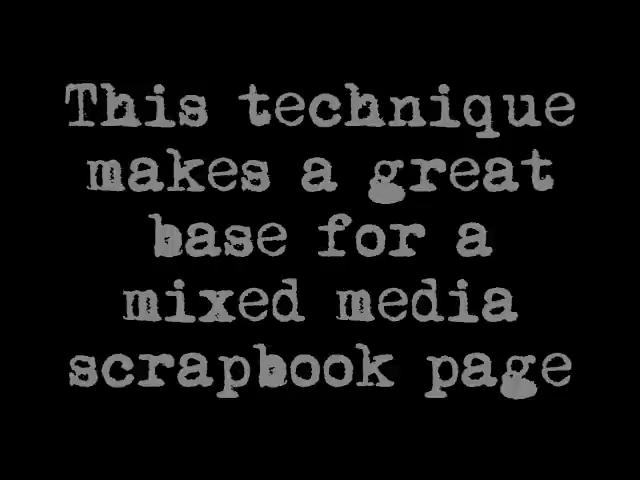 This technique
makes a great
base for a
mixed media
scrapbook page